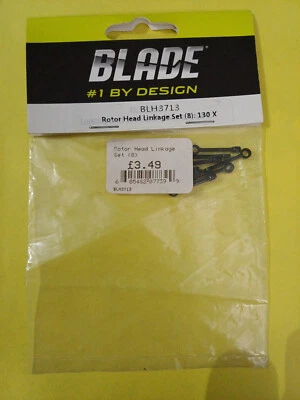 BLADE
#1 BY DESIGN
BLH3713
Rotor Head Linkage Set (8): 130 X
Rotor Head Linkage
Set (8)
£3.49
BLH3713